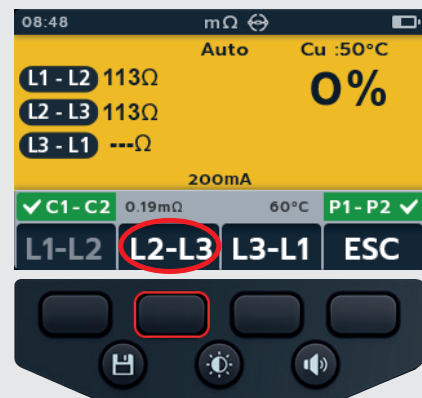 08:48 mΩ
Auto Cu :50°C
L1 - L2 113Ω
0%
L2 - L3 113Ω
L3 - L1 ---Ω
200mA
✓ C1-C2 0.19mΩ 60°C P1-P2 ✓
L1-L2 L2-L3 L3-L1 ESC